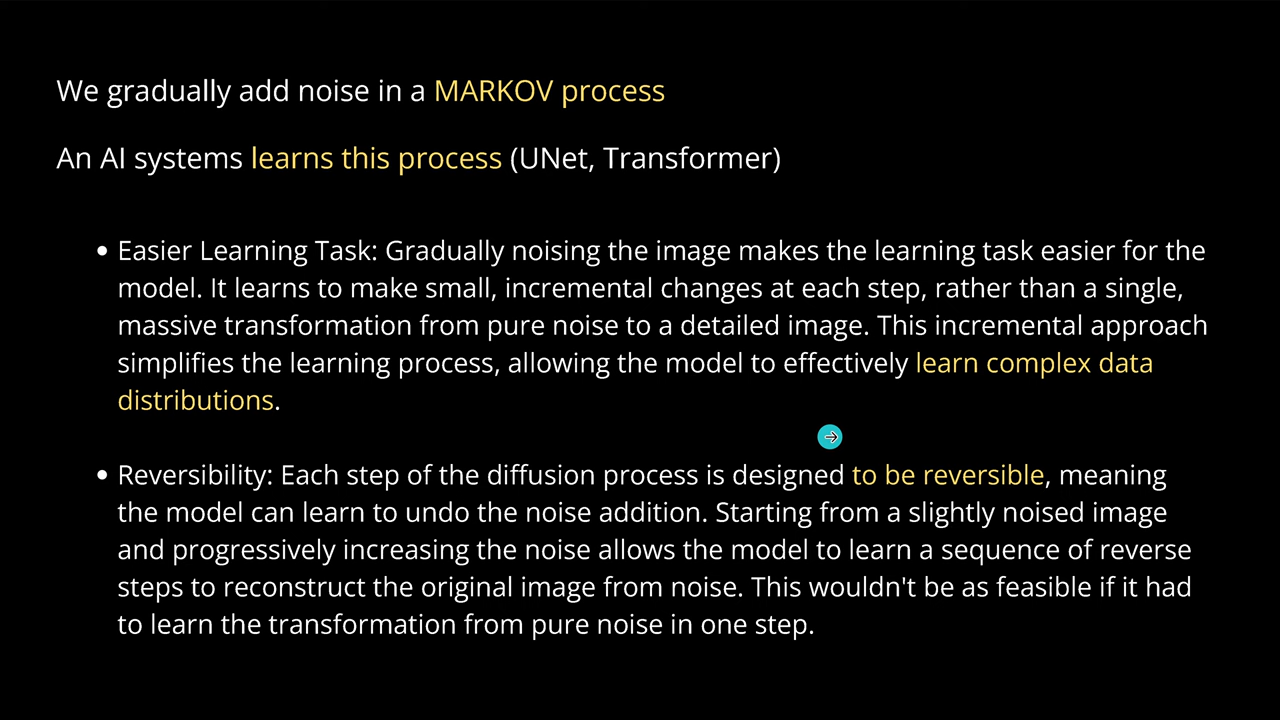 We gradually add noise in a MARKOV process
An AI systems learns this process (UNet, Transformer)
• Easier Learning Task: Gradually noising the image makes the learning task easier for the
model. It learns to make small, incremental changes at each step, rather than a single,
massive transformation from pure noise to a detailed image. This incremental approach
simplifies the learning process, allowing the model to effectively learn complex data
distributions.
• Reversibility: Each step of the diffusion process is designed to be reversible, meaning
the model can learn to undo the noise addition. Starting from a slightly noised image
and progressively increasing the noise allows the model to learn a sequence of reverse
steps to reconstruct the original image from noise. This wouldn't be as feasible if it had
to learn the transformation from pure noise in one step.